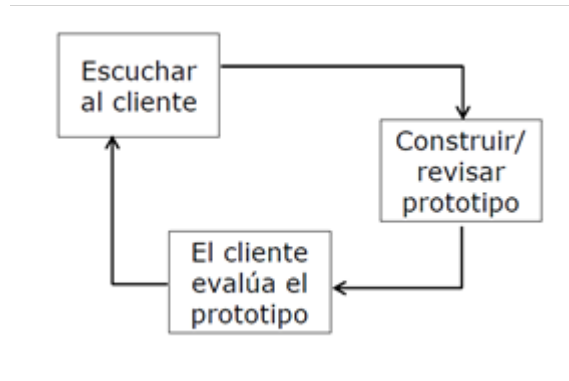 Escuchar
al cliente
Construir/
revisar
prototipo
El cliente
evalúa el
prototipo